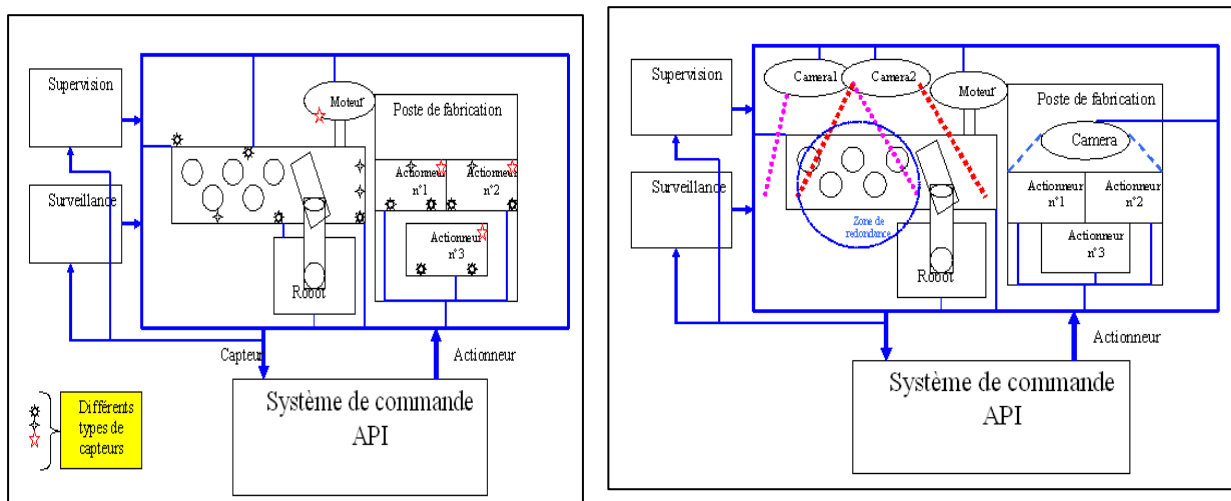 Supervision
Surveillance
Moteur
Poste de fabrication
Actionneur
n°1
Actionneur
n°2
Actionneur
n°3
Robot
Capteur
Actionneur
Système de commande
API
Différents
types de
capteurs
Supervision
Surveillance
Camera1
Camera2
Moteur
Poste de fabrication
Camera
Actionneur
n°1
Actionneur
n°2
Actionneur
n°3
Zone de
redondance
Robot
Actionneur
Système de commande
API